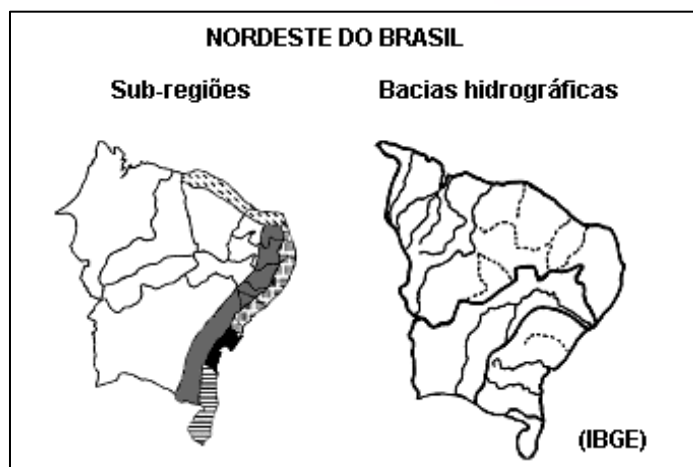 NORDESTE DO BRASIL
Sub-regiões
Bacias hidrográficas
(IBGE)